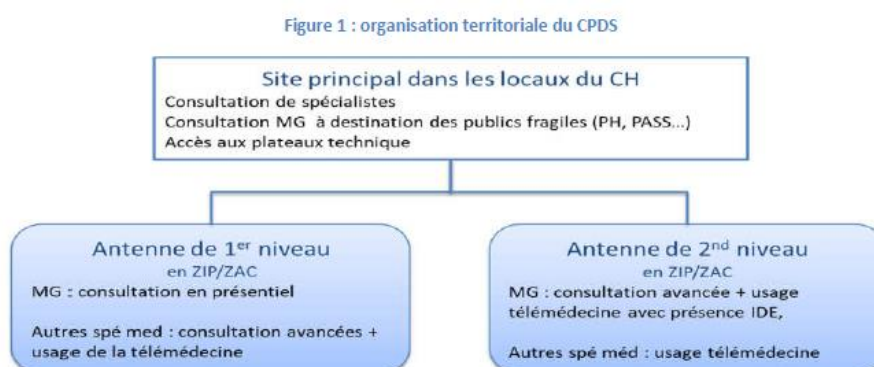 Figure 1 : organisation territoriale du CPDS
Site principal dans les locaux du CH
Consultation de spécialistes
Consultation MG à destination des publics fragiles (PH, PASS...)
Accès aux plateaux technique
Antenne de 1er niveau
en ZIP/ZAC
MG : consultation en présentiel
Autres spé med : consultation avancées +
usage de la télémédecine
Antenne de 2nd niveau
en ZIP/ZAC
MG : consultation avancée + usage
télémédecine avec présence IDE,
Autres spé méd : usage télémédecine